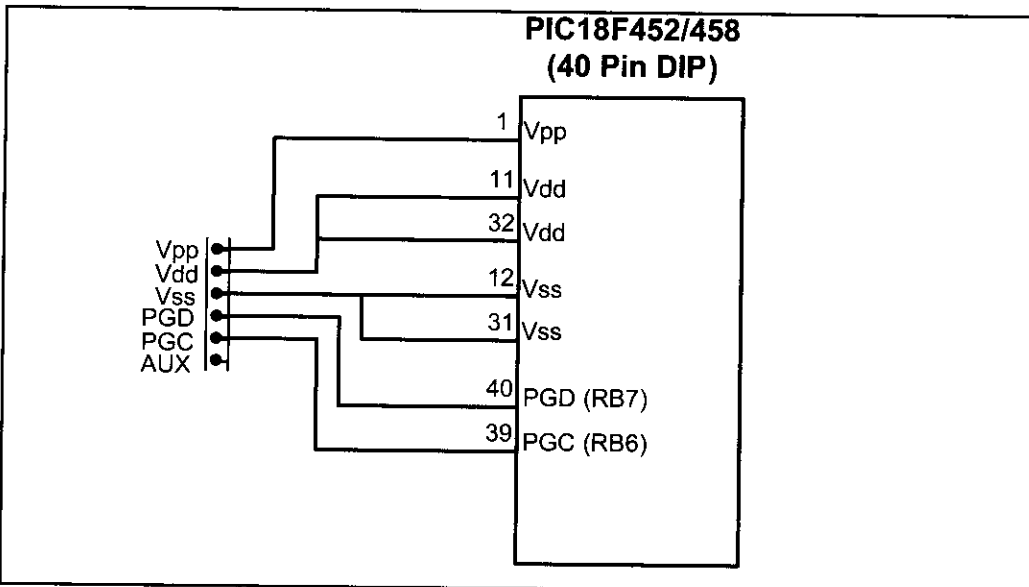 PIC18F452/458
(40 Pin DIP)
1 Vpp
11 Vdd
32 Vdd
12 Vss
31 Vss
40 PGD (RB7)
39 PGC (RB6)
Vpp
Vdd
Vss
PGD
PGC
AUX